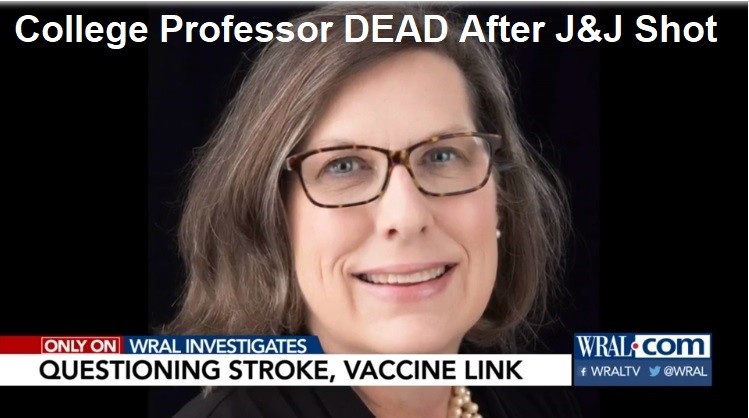 College Professor DEAD After J&J Shot
ONLY ON WRAL INVESTIGATES
QUESTIONING STROKE, VACCINE LINK
WRAL.com
f WRALTV @WRAL